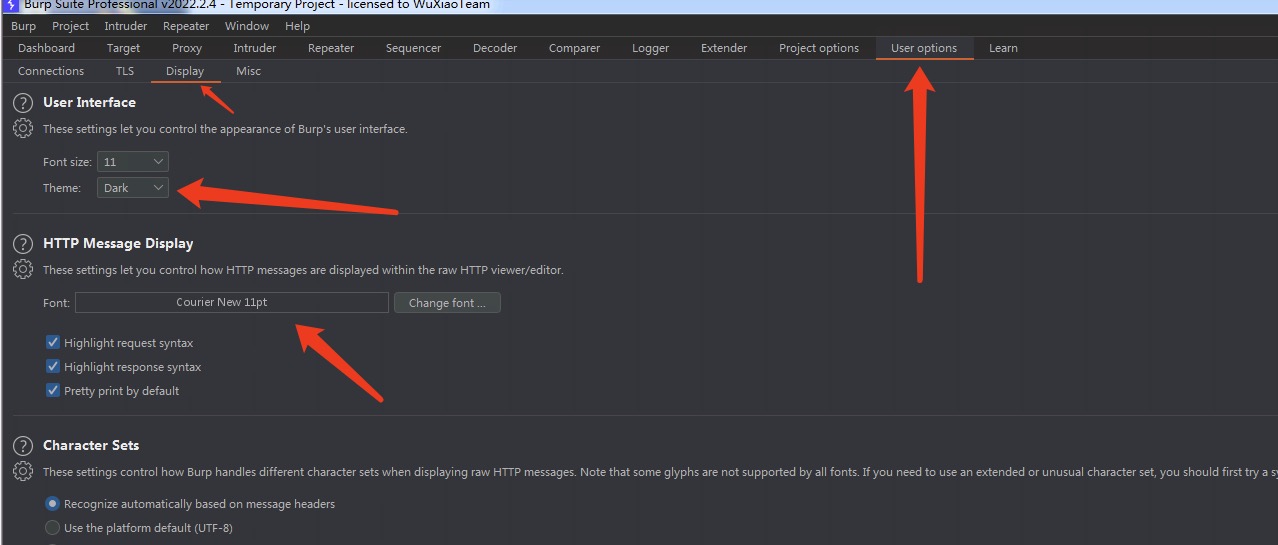 Burp Suite Professional v2022.2.4 - Temporary Project - licensed to WuXiaoTeam
Burp Project Intruder Repeater Window Help
Dashboard Target Proxy Intruder Repeater Sequencer Decoder Comparer Logger Extender Project options User options Learn
Connections TLS Display Misc
User Interface
These settings let you control the appearance of Burp's user interface.
Font size: 11
Theme: Dark
HTTP Message Display
These settings let you control how HTTP messages are displayed within the raw HTTP viewer/editor.
Font: Courier New 11pt Change font ...
Highlight request syntax
Highlight response syntax
Pretty print by default
Character Sets
These settings control how Burp handles different character sets when displaying raw HTTP messages. Note that some glyphs are not supported by all fonts. If you need to use an extended or unusual character set, you should first try a
Recognize automatically based on message headers
Use the platform default (UTF-8)